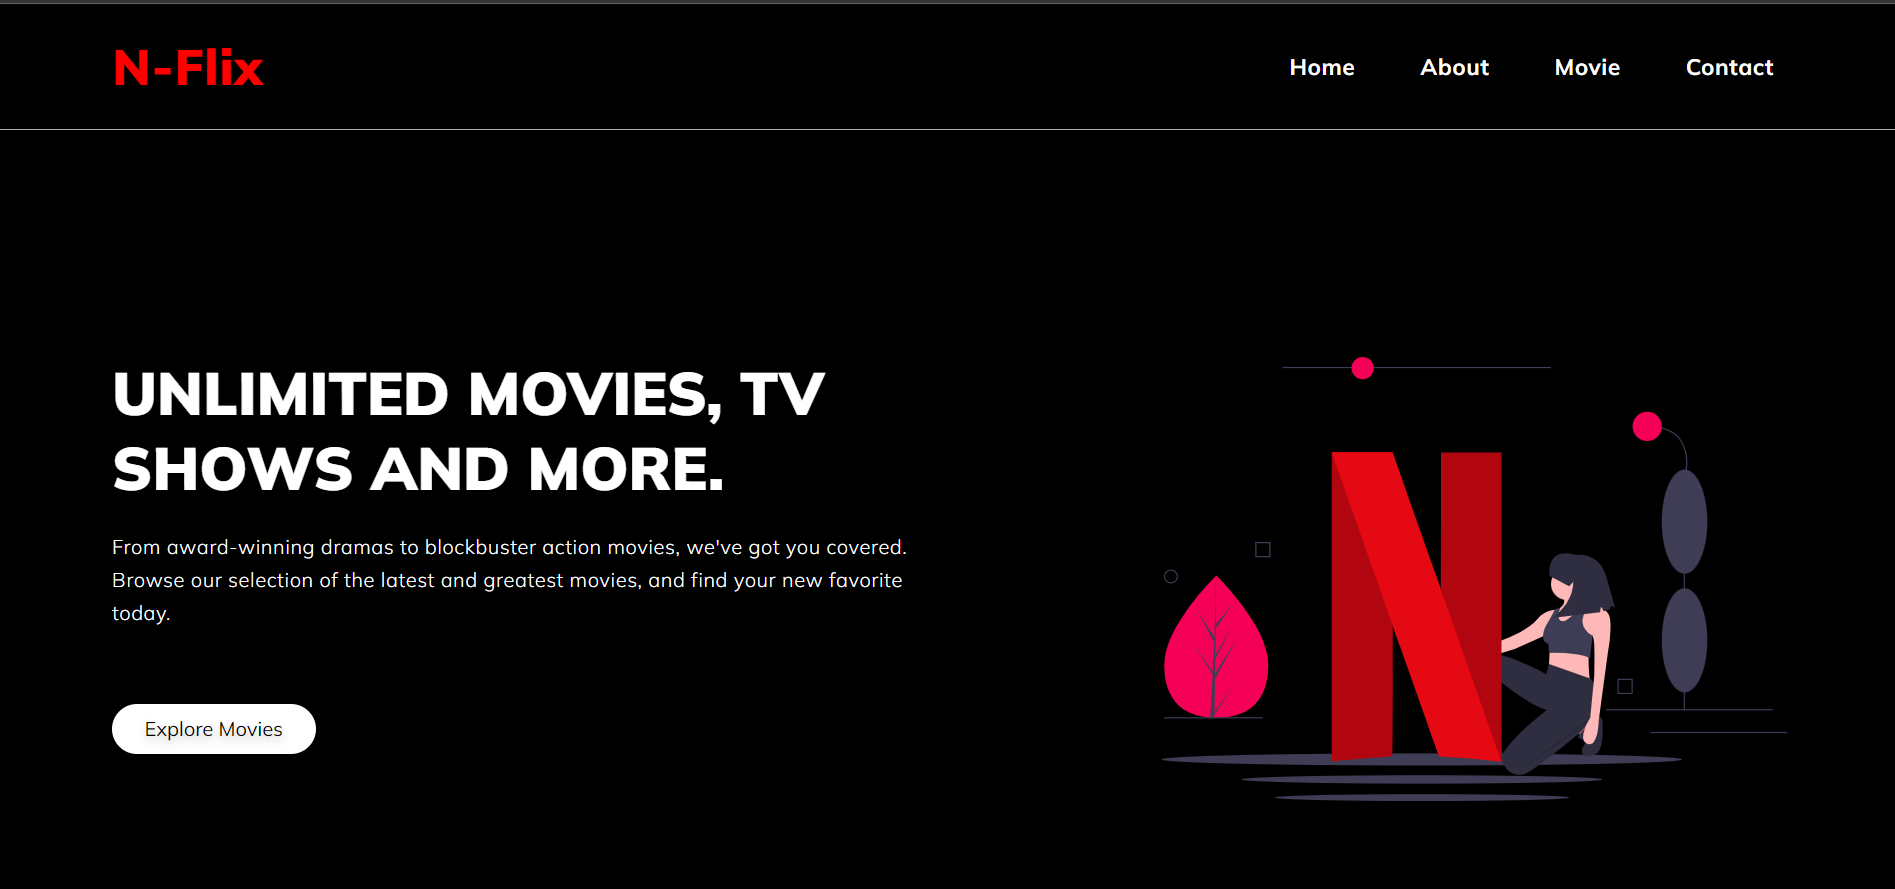 N-Flix
Home
About
Movie
Contact
UNLIMITED MOVIES, TV
SHOWS AND MORE.
From award-winning dramas to blockbuster action movies, we've got you covered.
Browse our selection of the latest and greatest movies, and find your new favorite
today.
Explore Movies
N